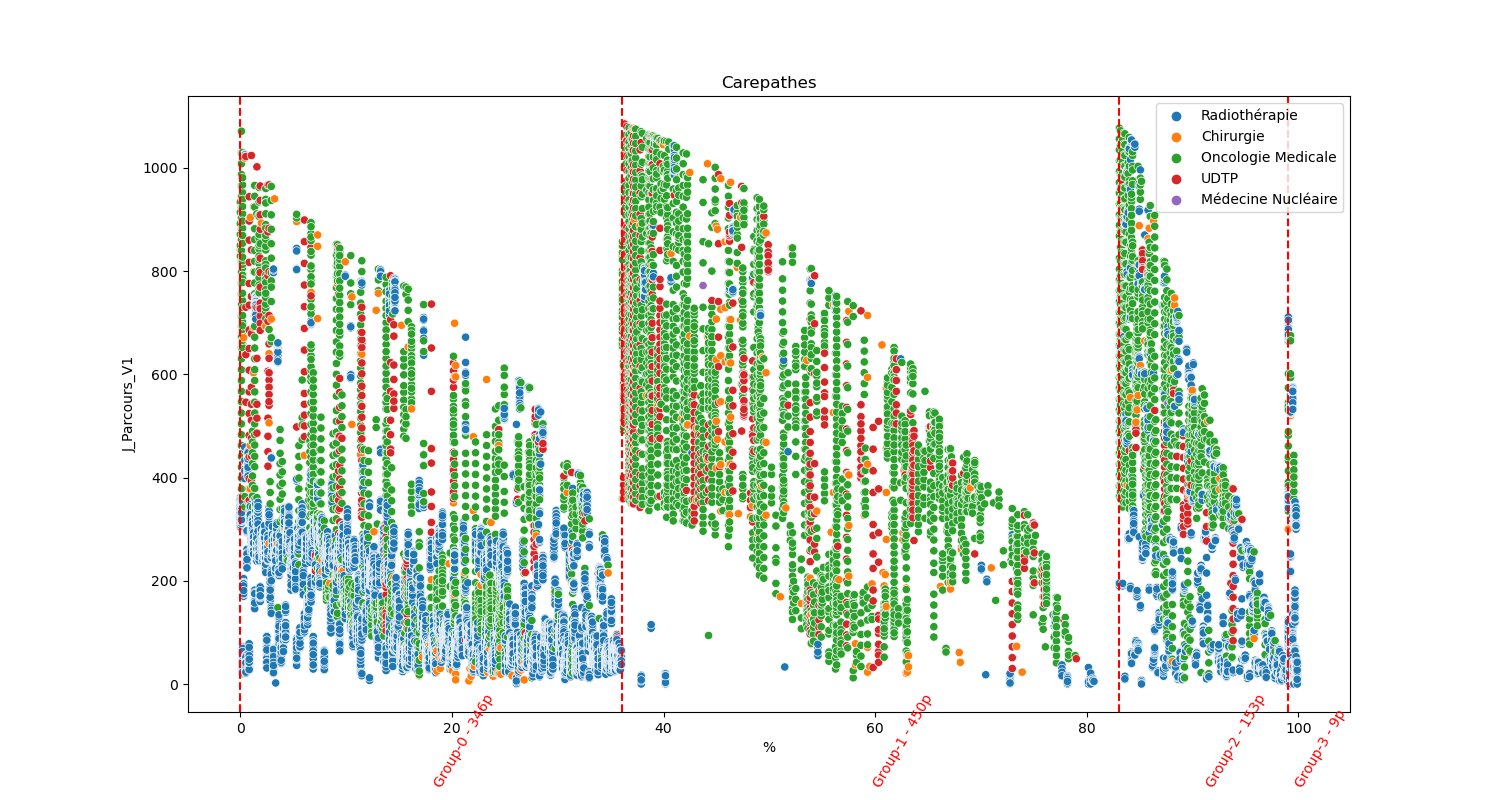 Carepathes
Radiothérapie
Chirurgie
Oncologie Medicale
UDTP
Médecine Nucléaire
J_Parcours_V1
1000
800
600
400
200
0
0 20 40 60 80 100
%
Group-0 - 346p
Group-1 - 450p
Group-2 - 153p
Group-3 - 9p